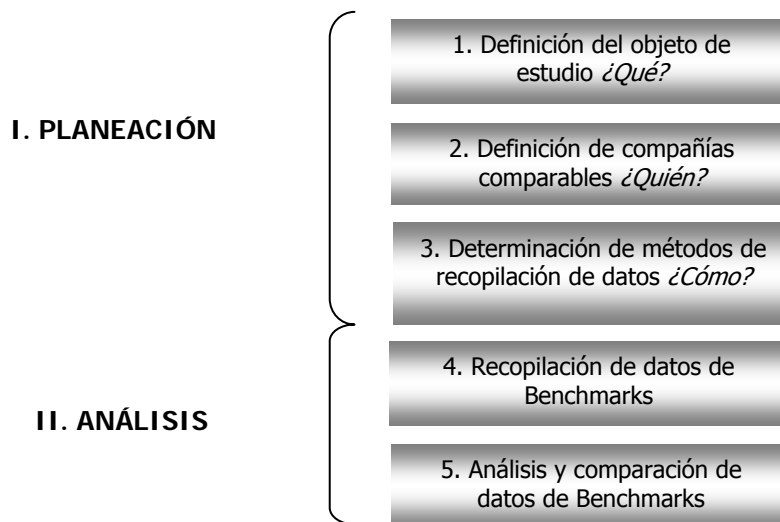 I. PLANEACIÓN
1. Definición del objeto de
estudio ¿Qué?
2. Definición de compañías
comparables ¿Quién?
3. Determinación de métodos de
recopilación de datos ¿Cómo?
II. ANÁLISIS
4. Recopilación de datos de
Benchmarks
5. Análisis y comparación de
datos de Benchmarks